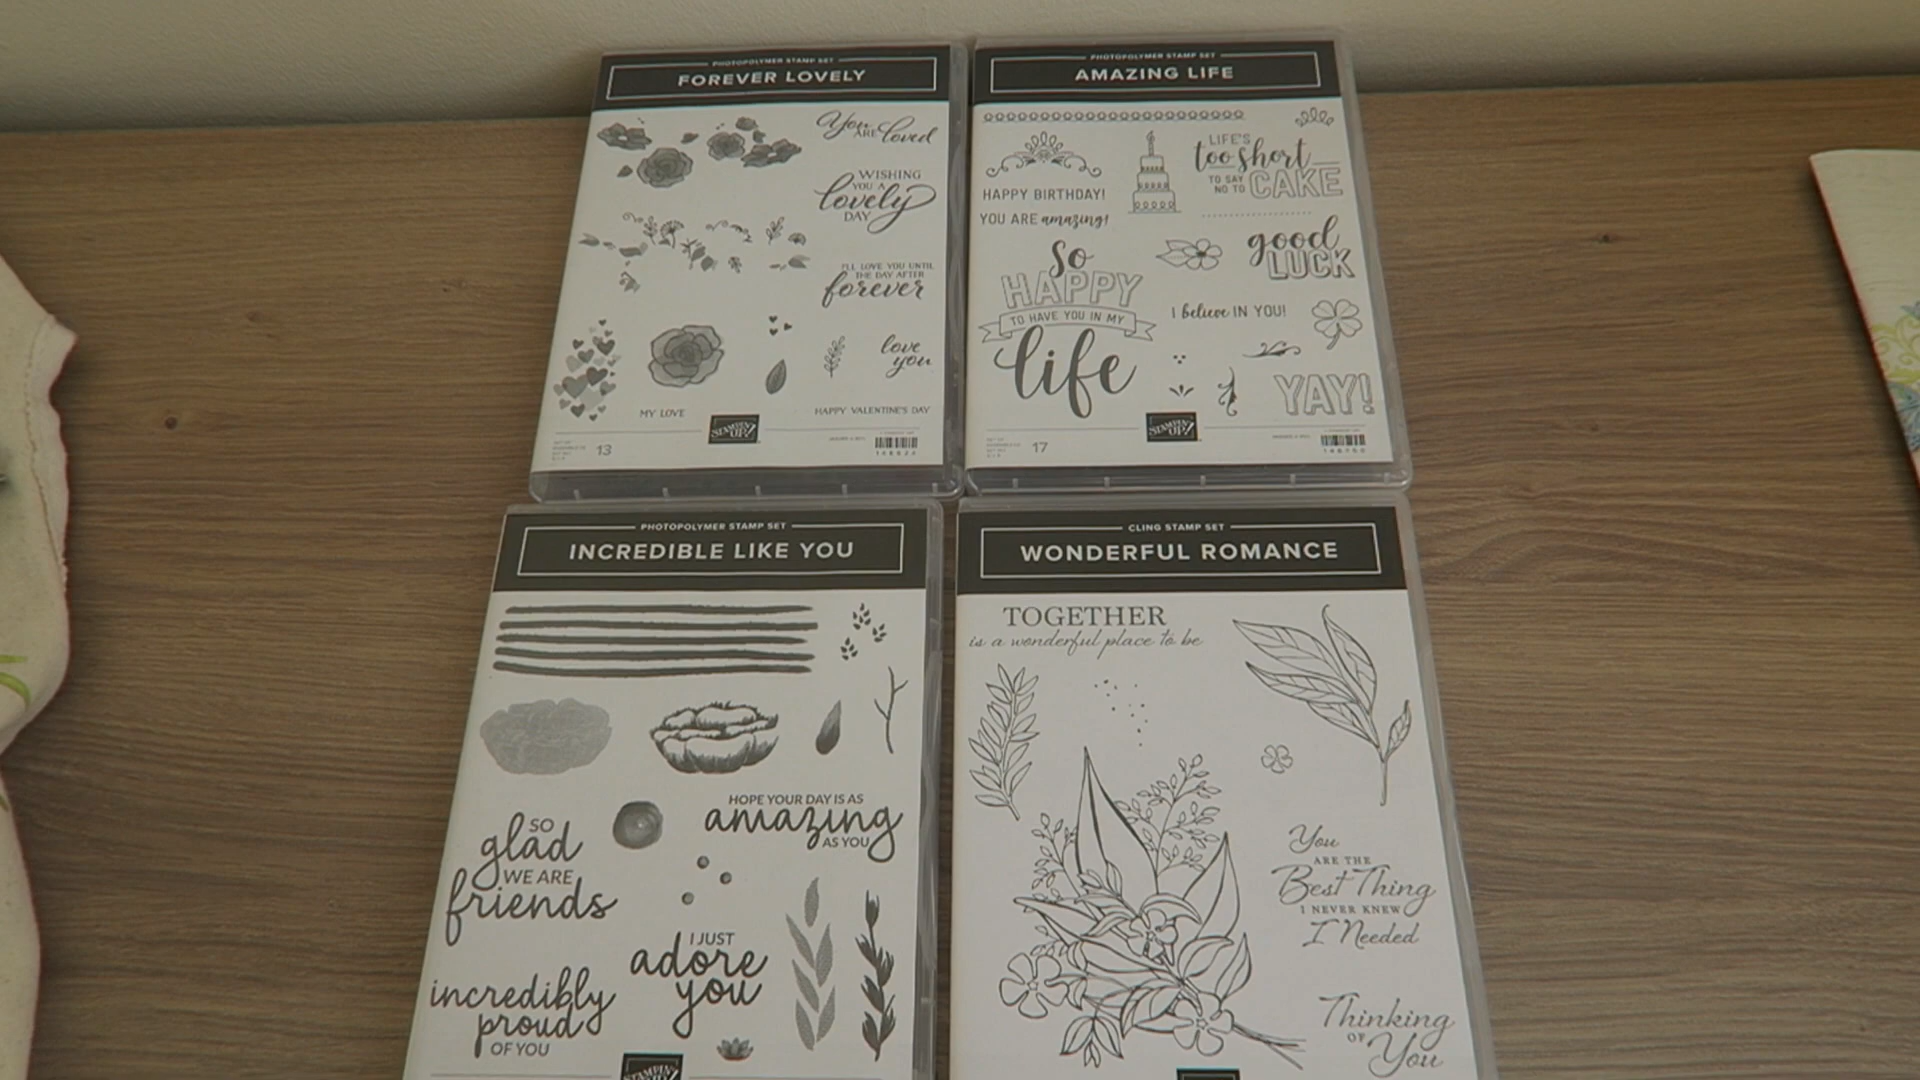 PHOTOPOLYMER STAMP SET
FOREVER LOVELY
You ARE loved
WISHING
YOU A
lovely
DAY
I'LL LOVE YOU UNTIL
THE DAY AFTER
forever
love
you
MY LOVE
HAPPY VALENTINE'S DAY
STAMPIN' UP!
13
PHOTOPOLYMER STAMP SET
AMAZING LIFE
LIFE'S
too short
TO SAY
NO TO
CAKE
HAPPY BIRTHDAY!
YOU ARE amazing!
good
LUCK
So
HAPPY
TO HAVE YOU IN MY
life
I believe IN YOU!
YAY!
STAMPIN' UP!
17
PHOTOPOLYMER STAMP SET
INCREDIBLE LIKE YOU
HOPE YOUR DAY IS AS
amazing
AS YOU
SO
glad
WE ARE
friends
I JUST
adore
you
incredibly
proud
OF YOU
STAMPIN'
CLING STAMP SET
WONDERFUL ROMANCE
TOGETHER
is a wonderful place to be
You
ARE THE
Best Thing
I NEVER KNEW
I Needed
Thinking
OF
You